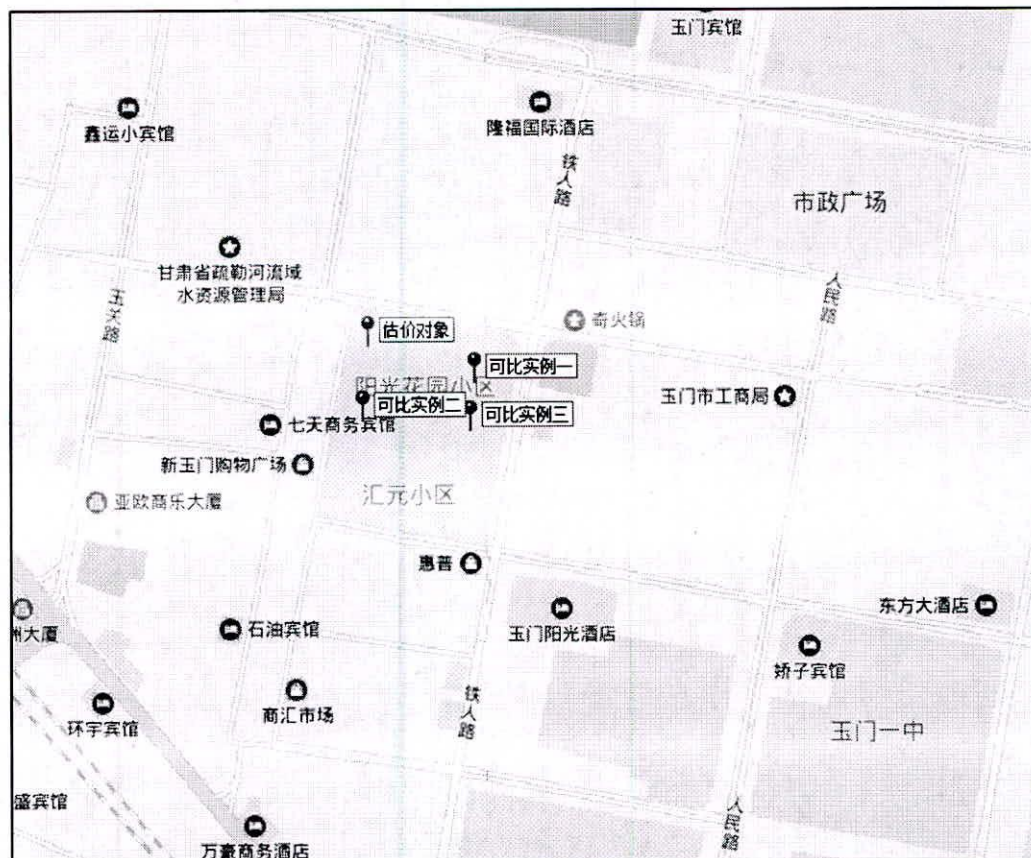 玉门宾馆
鑫运小宾馆
隆福国际酒店
铁人路
市政广场
甘肃省疏勒河流域
水资源管理局
玉关路
人民路
估价对象
奇火锅
可比实例一
阳光花园小区
可比实例二
可比实例三
玉门市工商局
七天商务宾馆
新玉门购物广场
汇元小区
亚欧商乐大厦
惠普
东方大酒店
州大厦
石油宾馆
玉门阳光酒店
娇子宾馆
商汇市场
铁人路
环宇宾馆
玉门一中
盛宾馆
人民路
万豪商务酒店